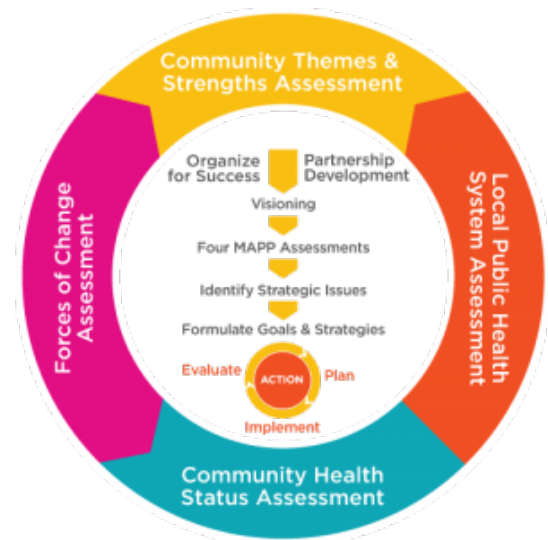 Community Themes &
Strengths Assessment
Organize
for Success
Partnership
Development
Visioning
Four MAPP Assessments
Identify Strategic Issues
Formulate Goals & Strategies
Evaluate
ACTION
Plan
Implement
Forces of Change
Assessment
Local Public Health
System Assessment
Community Health
Status Assessment